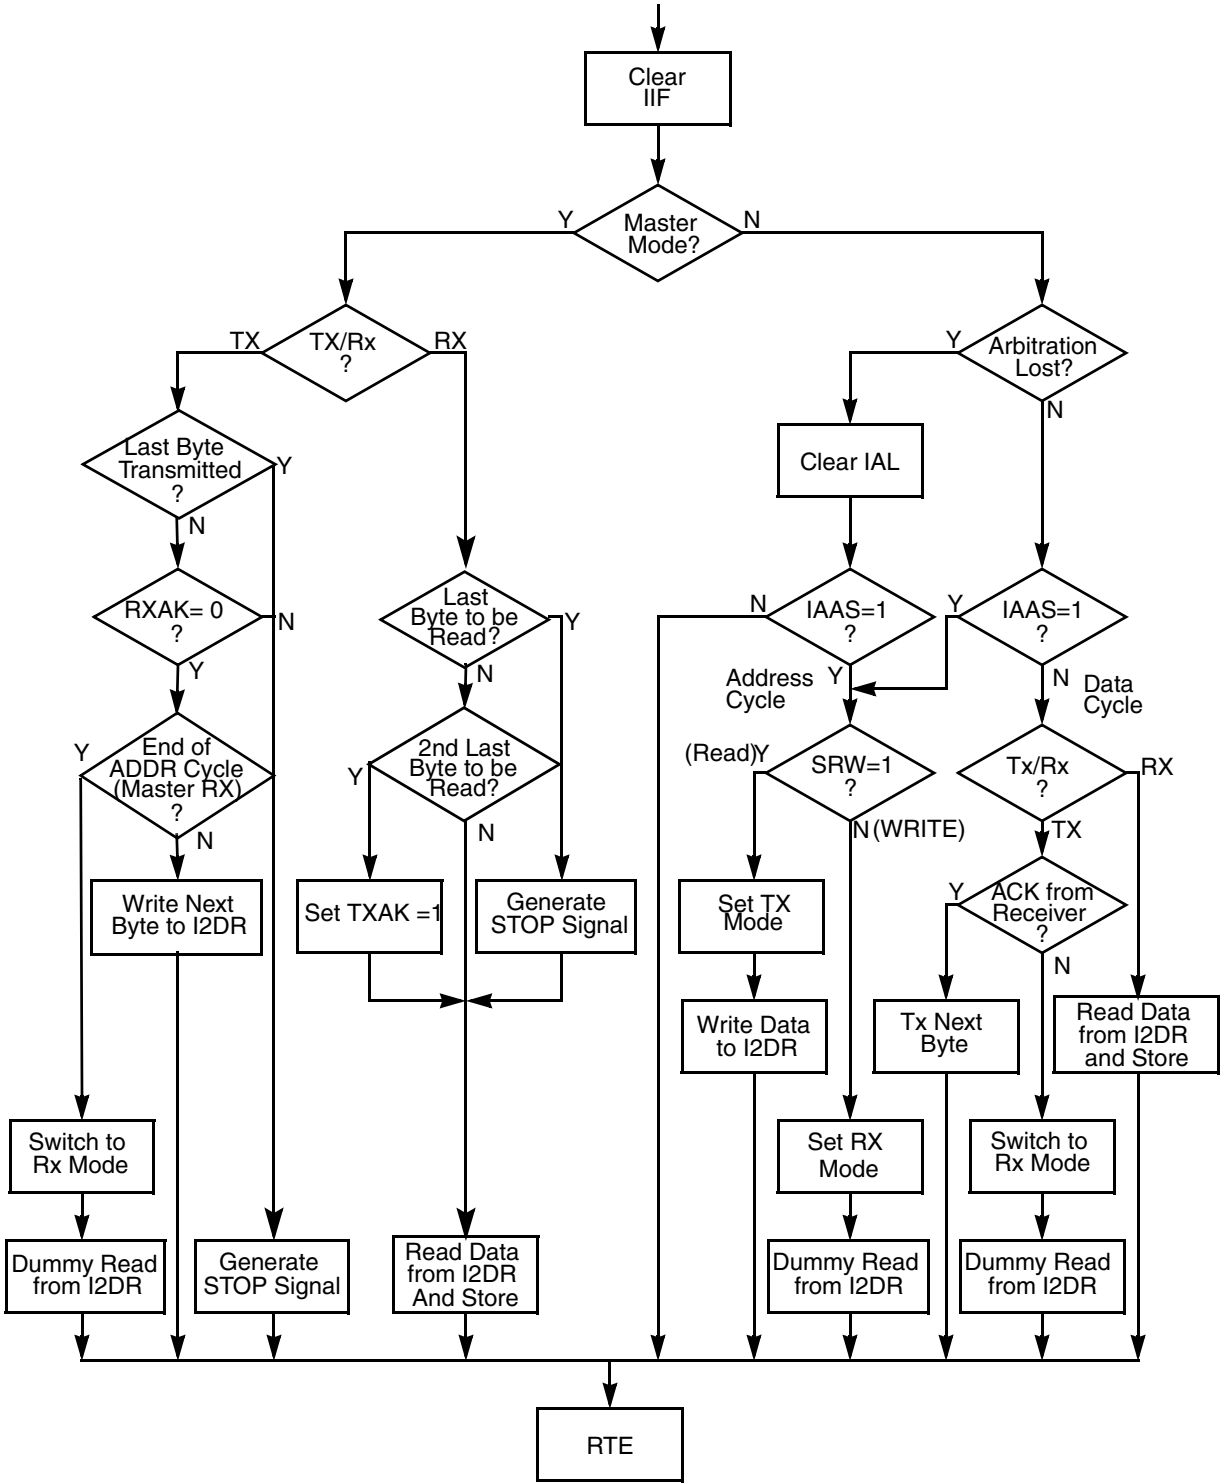 Clear
IIF
Master
Mode?
Y
N
TX/Rx
?
TX
RX
Arbitration
Lost?
Y
N
Last Byte
Transmitted
?
Y
N
Clear IAL
RXAK= 0
?
N
Y
Last
Byte to be
Read?
Y
N
IAAS=1
?
N
Y
Address
Cycle
IAAS=1
?
Y
N
Data
Cycle
End of
ADDR Cycle
(Master RX)
?
Y
N
2nd Last
Byte to be
Read?
Y
N
SRW=1
?
(Read)Y
N(WRITE)
Tx/Rx
?
RX
TX
Write Next
Byte to I2DR
Set TXAK =1
Generate
STOP Signal
Set TX
Mode
ACK from
Receiver
?
Y
N
Write Data
to I2DR
Tx Next
Byte
Read Data
from I2DR
and Store
Switch to
Rx Mode
Set RX
Mode
Switch to
Rx Mode
Dummy Read
from I2DR
Generate
STOP Signal
Read Data
from I2DR
And Store
Dummy Read
from I2DR
Dummy Read
from I2DR
RTE